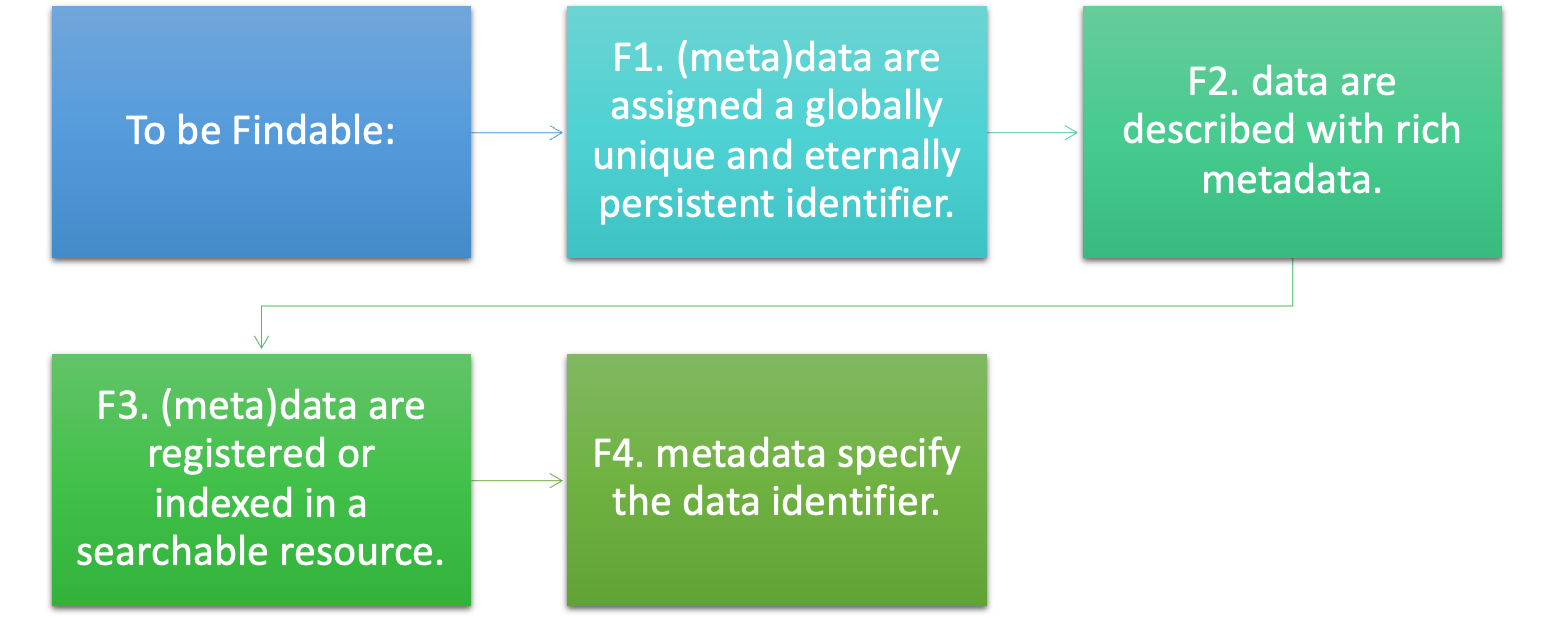 To be Findable:
F1. (meta)data are
assigned a globally
unique and eternally
persistent identifier.
F2. data are
described with rich
metadata.
F3. (meta)data are
registered or
indexed in a
searchable resource.
F4. metadata specify
the data identifier.